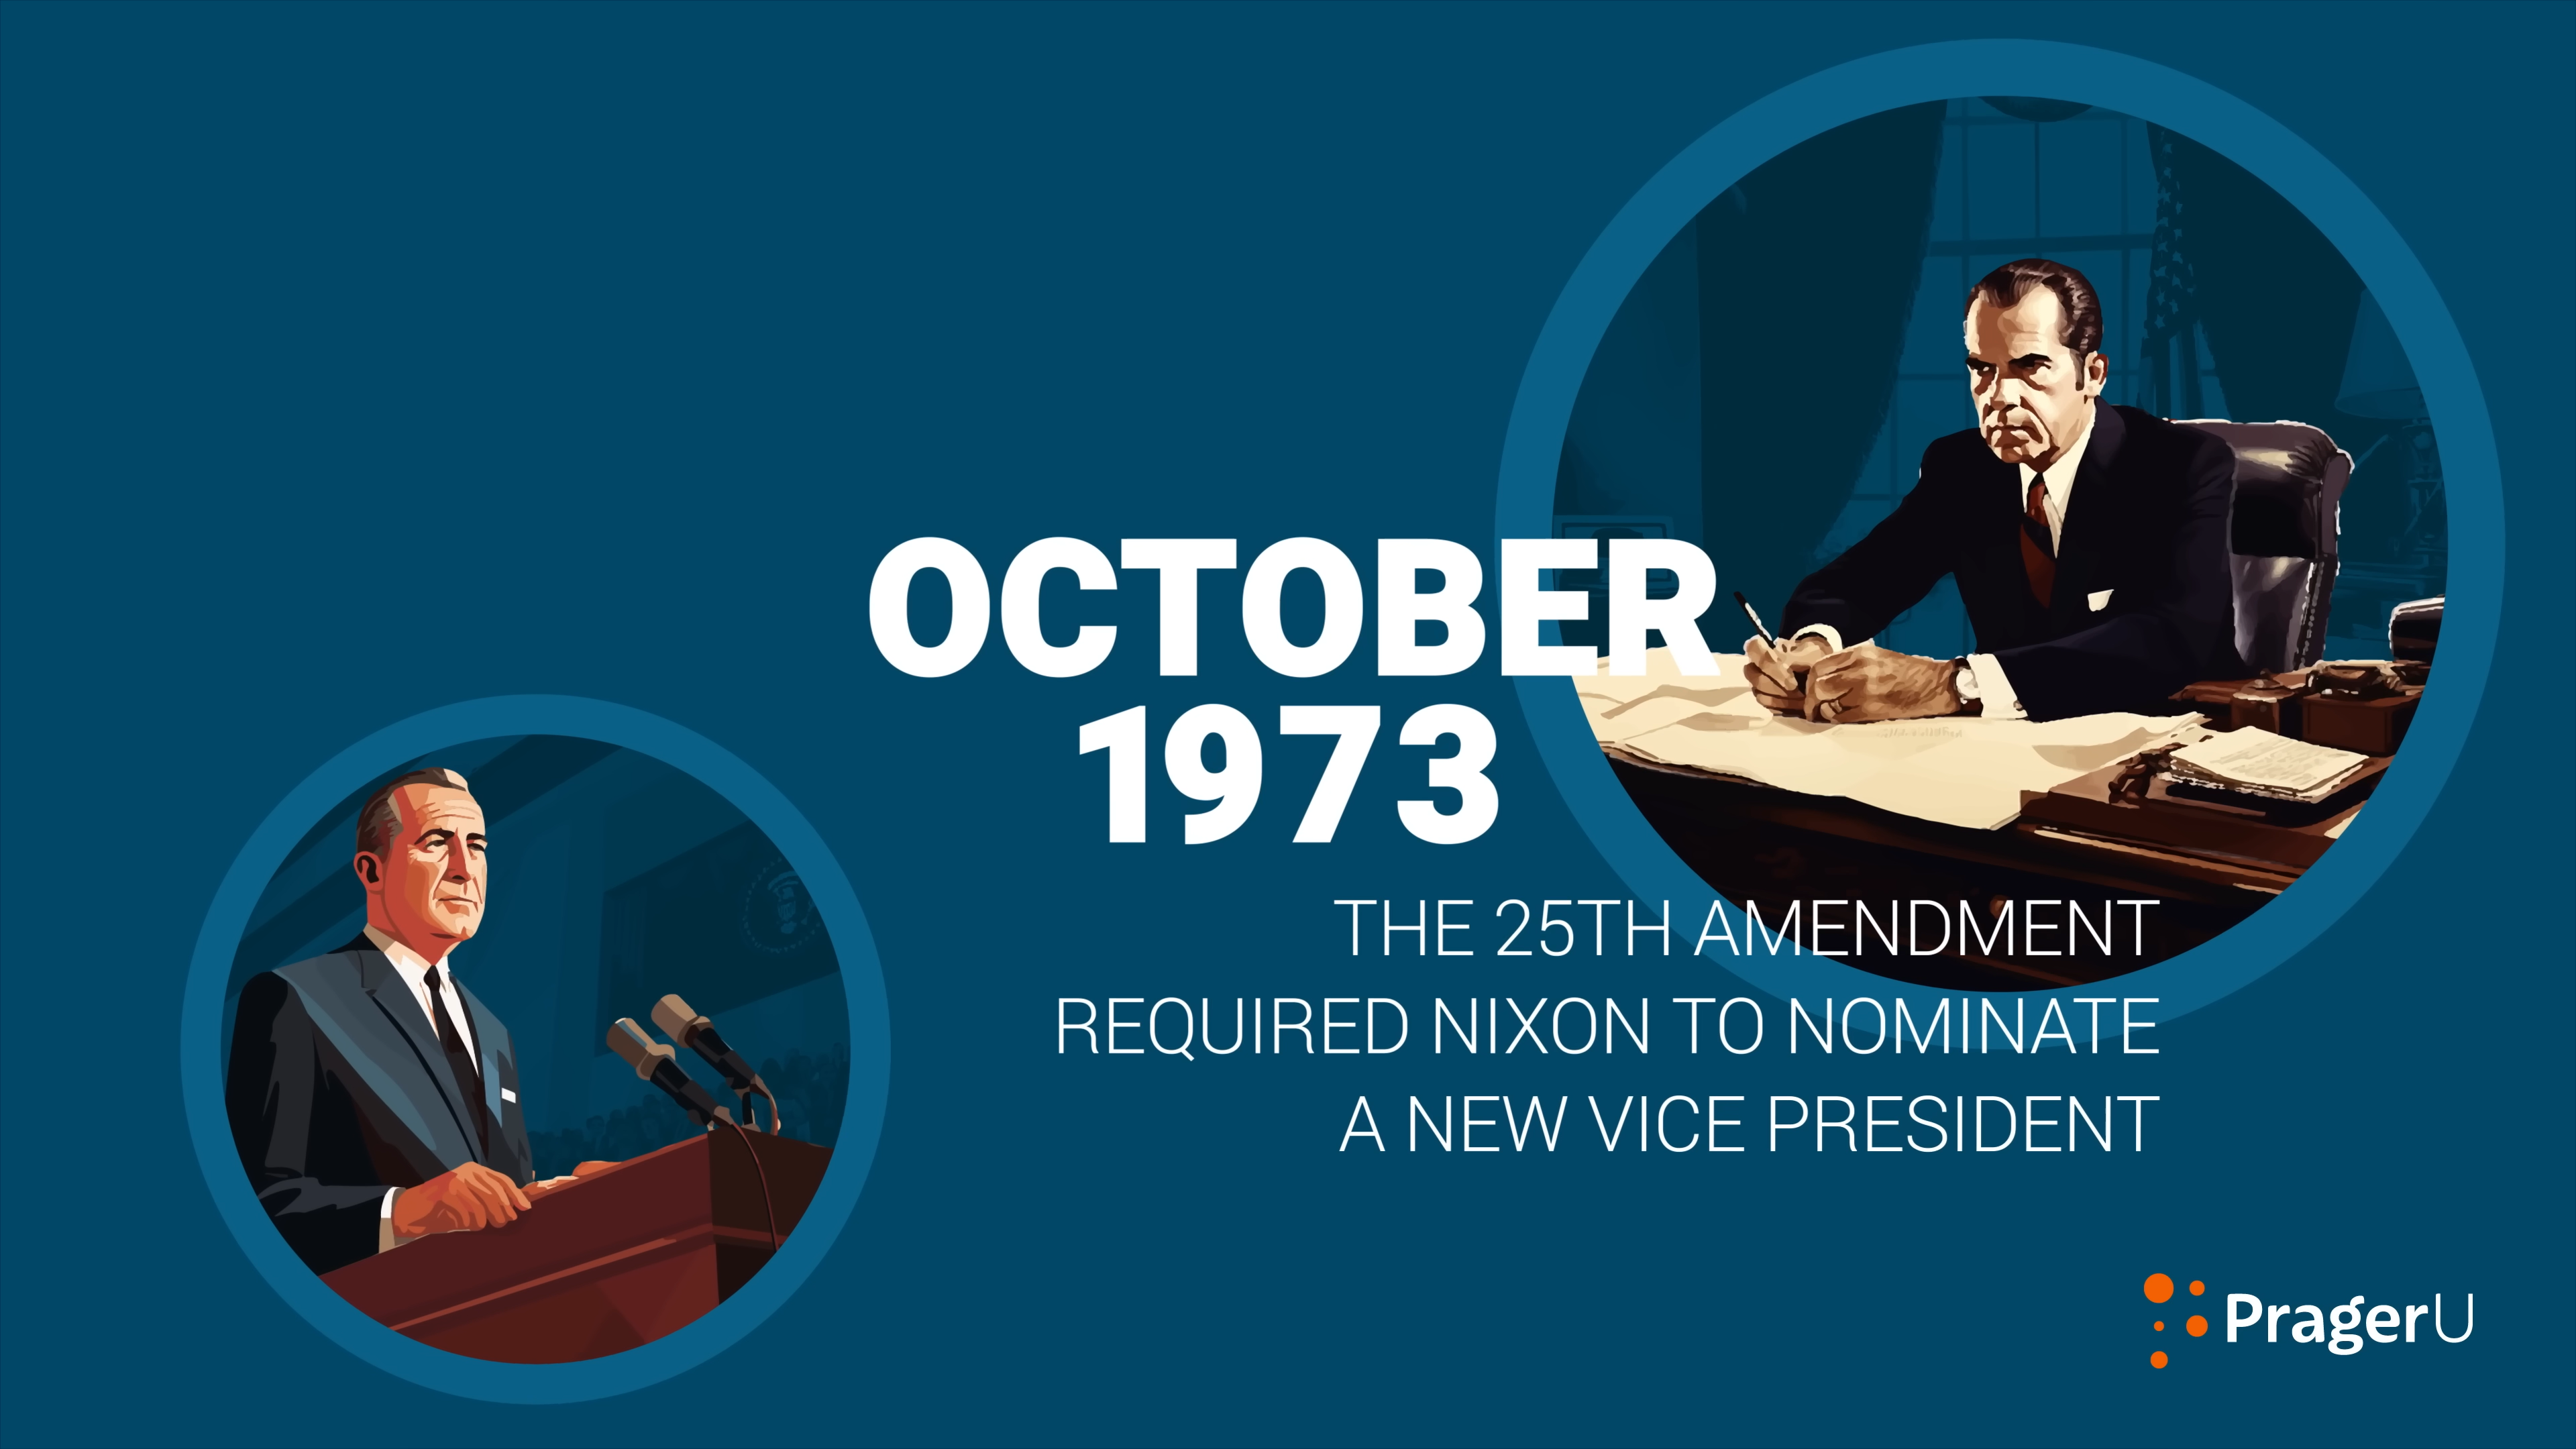 OCTOBER
1973
THE 25TH AMENDMENT
REQUIRED NIXON TO NOMINATE
A NEW VICE PRESIDENT
PragerU